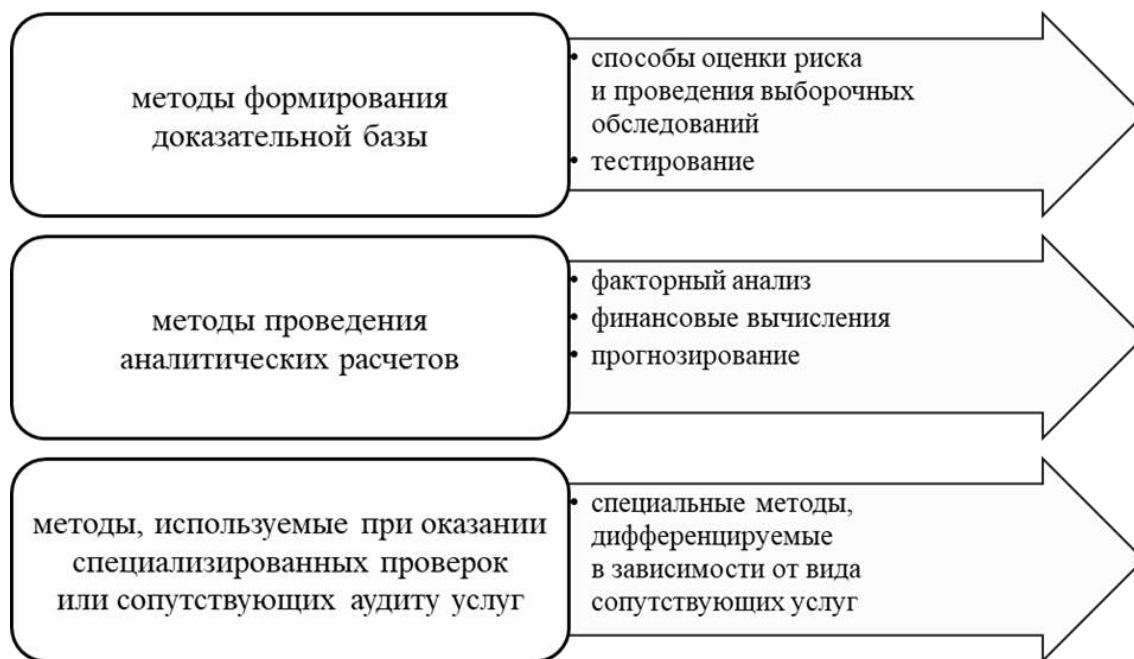 методы формирования
доказательной базы
• способы оценки риска
и проведения выборочных
обследований
• тестирование
методы проведения
аналитических расчетов
• факторный анализ
• финансовые вычисления
• прогнозирование
методы, используемые при оказании
специализированных проверок
или сопутствующих аудиту услуг
• специальные методы,
дифференцируемые
в зависимости от вида
сопутствующих услуг